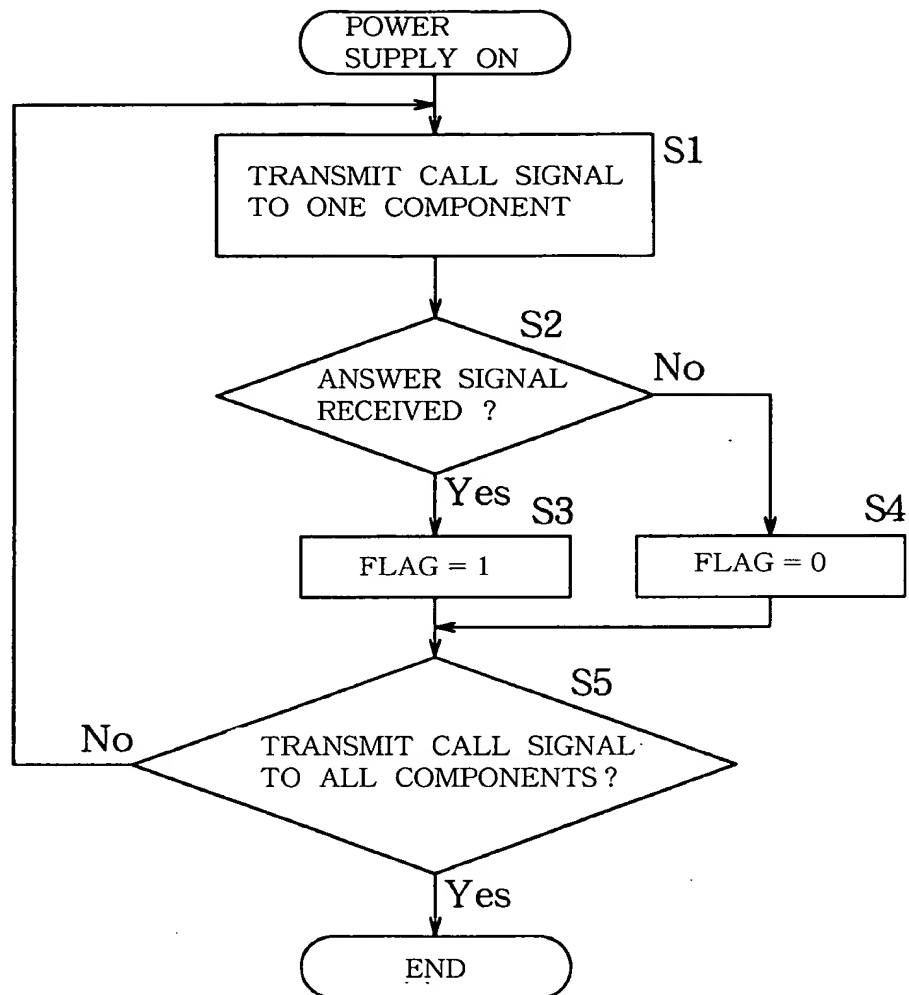 POWER
SUPPLY ON
S1
TRANSMIT CALL SIGNAL
TO ONE COMPONENT
S2
ANSWER SIGNAL
RECEIVED ?
No
Yes
S3
S4
FLAG = 1
FLAG = 0
S5
No
TRANSMIT CALL SIGNAL
TO ALL COMPONENTS ?
Yes
END